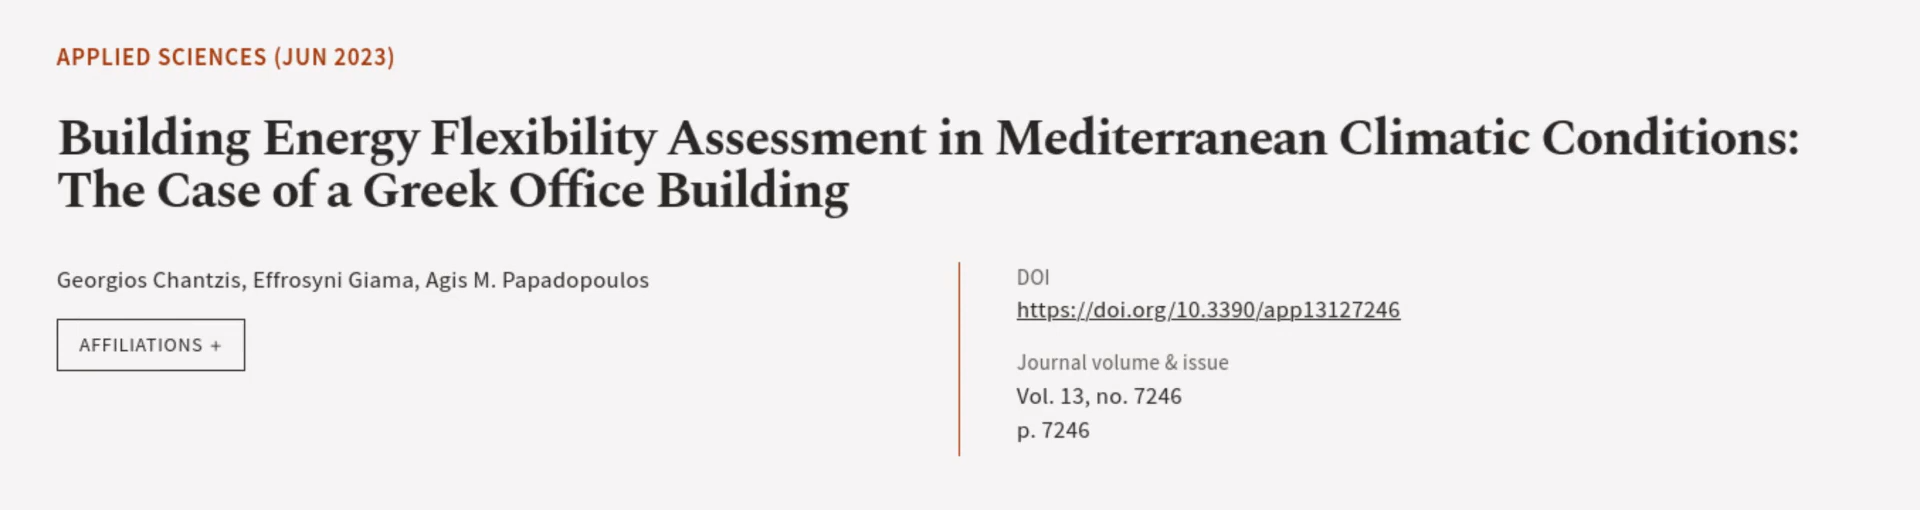 APPLIED SCIENCES (JUN 2023)
Building Energy Flexibility Assessment in Mediterranean Climatic Conditions:
The Case of a Greek Office Building
Georgios Chantzis, Effrosyni Giama, Agis M. Papadopoulos
AFFILIATIONS +
DOI
https://doi.org/10.3390/app13127246
Journal volume & issue
Vol. 13, no. 7246
p. 7246